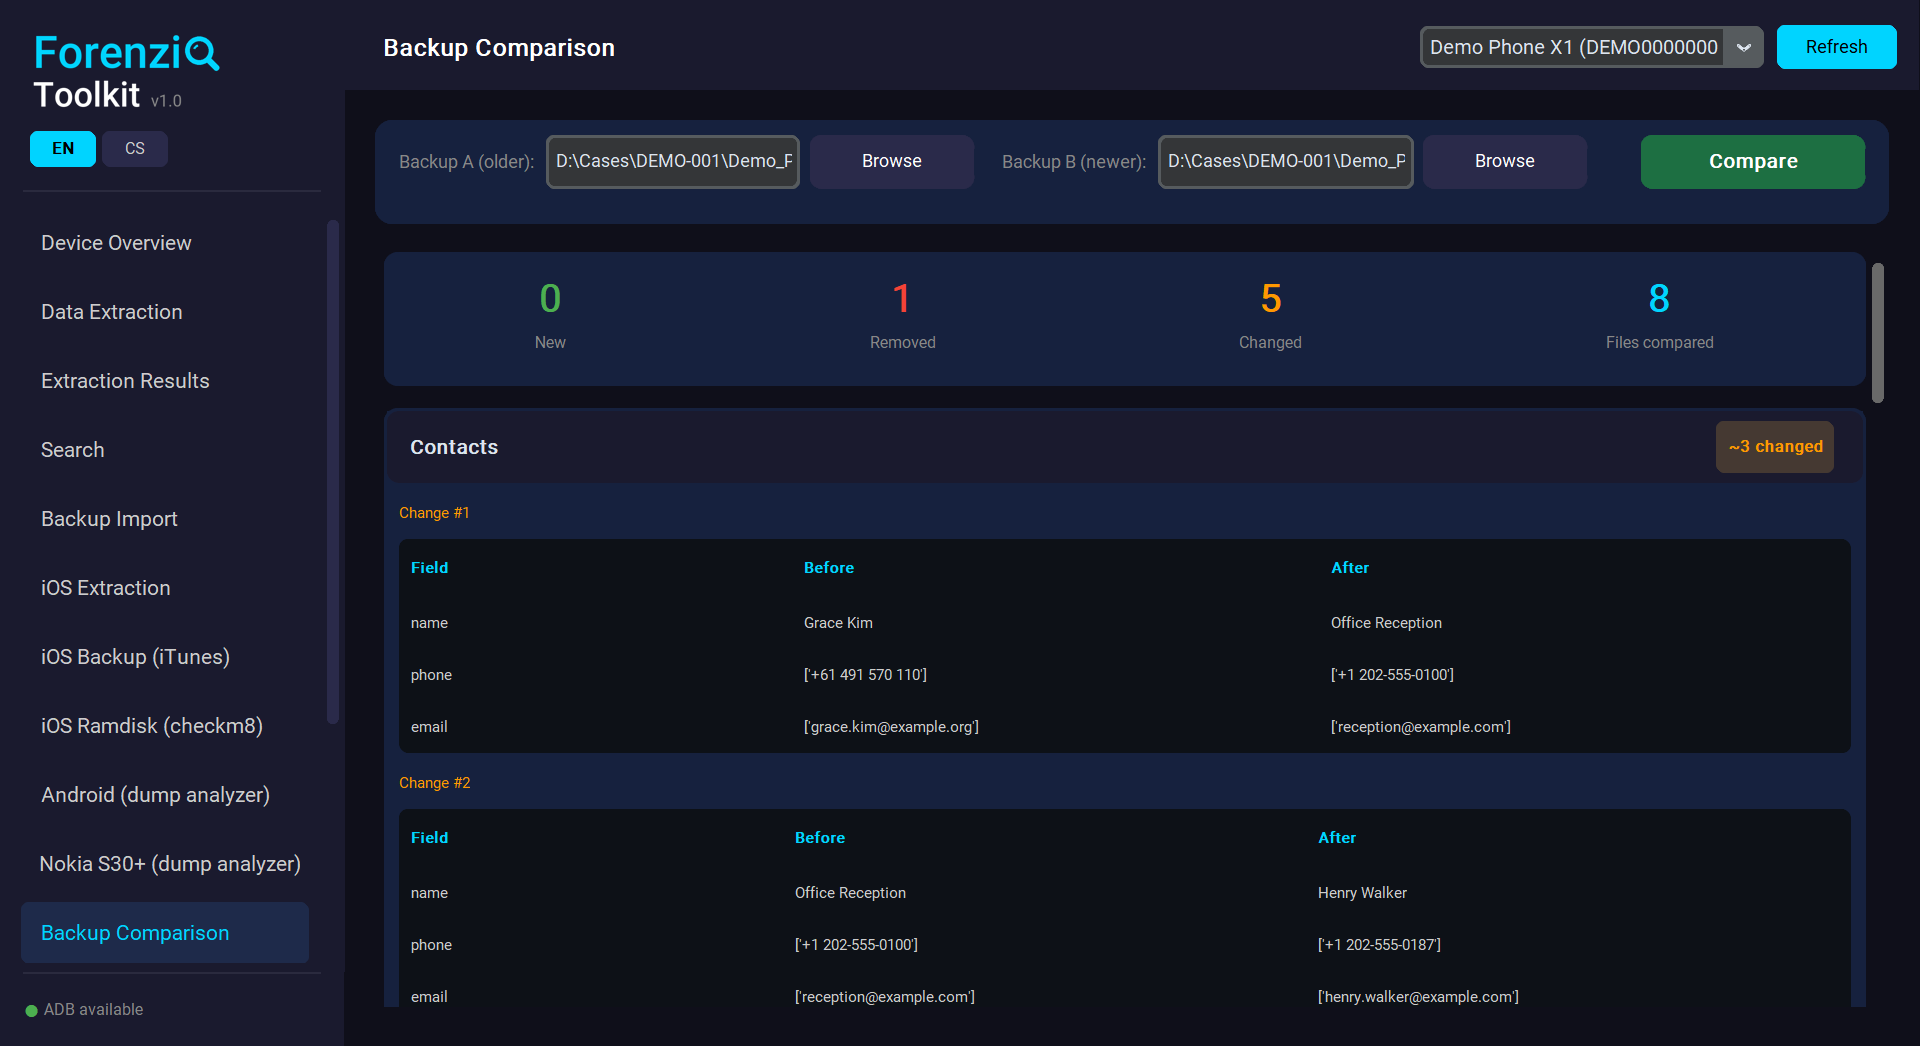 ForenziQ
Toolkit v1.0
EN CS
Device Overview
Data Extraction
Extraction Results
Search
Backup Import
iOS Extraction
iOS Backup (iTunes)
iOS Ramdisk (checkm8)
Android (dump analyzer)
Nokia S30+ (dump analyzer)
Backup Comparison
ADB available
Backup Comparison
Demo Phone X1 (DEMO0000000
Refresh
Backup A (older): D:\Cases\DEMO-001\Demo_P Browse Backup B (newer): D:\Cases\DEMO-001\Demo_P Browse Compare
0 1 5 8
New Removed Changed Files compared
Contacts ~3 changed
Change #1
Field Before After
name Grace Kim Office Reception
phone ['+61 491 570 110'] ['+1 202-555-0100']
email ['grace.kim@example.org'] ['reception@example.com']
Change #2
Field Before After
name Office Reception Henry Walker
phone ['+1 202-555-0100'] ['+1 202-555-0187']
email ['reception@example.com'] ['henry.walker@example.com']